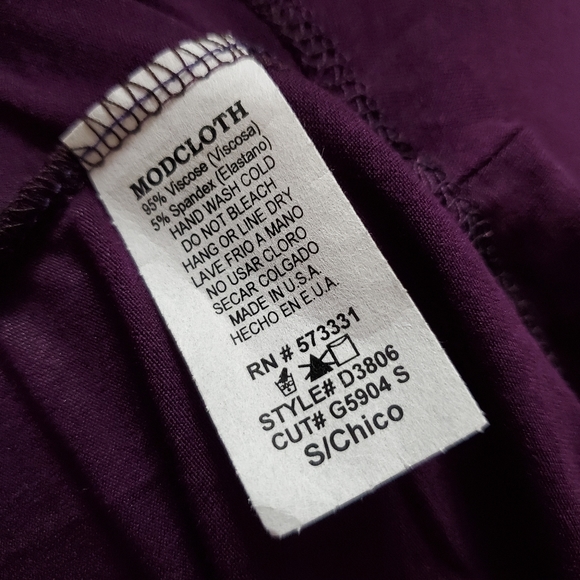 MODCLOTH
95% Viscose (Viscosa)
5% Spandex (Elastano)
HAND WASH COLD
DO NOT BLEACH
HANG OR LINE DRY
LAVE FRIO A MANO
NO USAR CLORO
SECAR COLGADO
MADE IN U.S.A.
HECHO EN E.U.A.
RN # 573331
STYLE# D3806
CUT# G5904 S
S/Chico